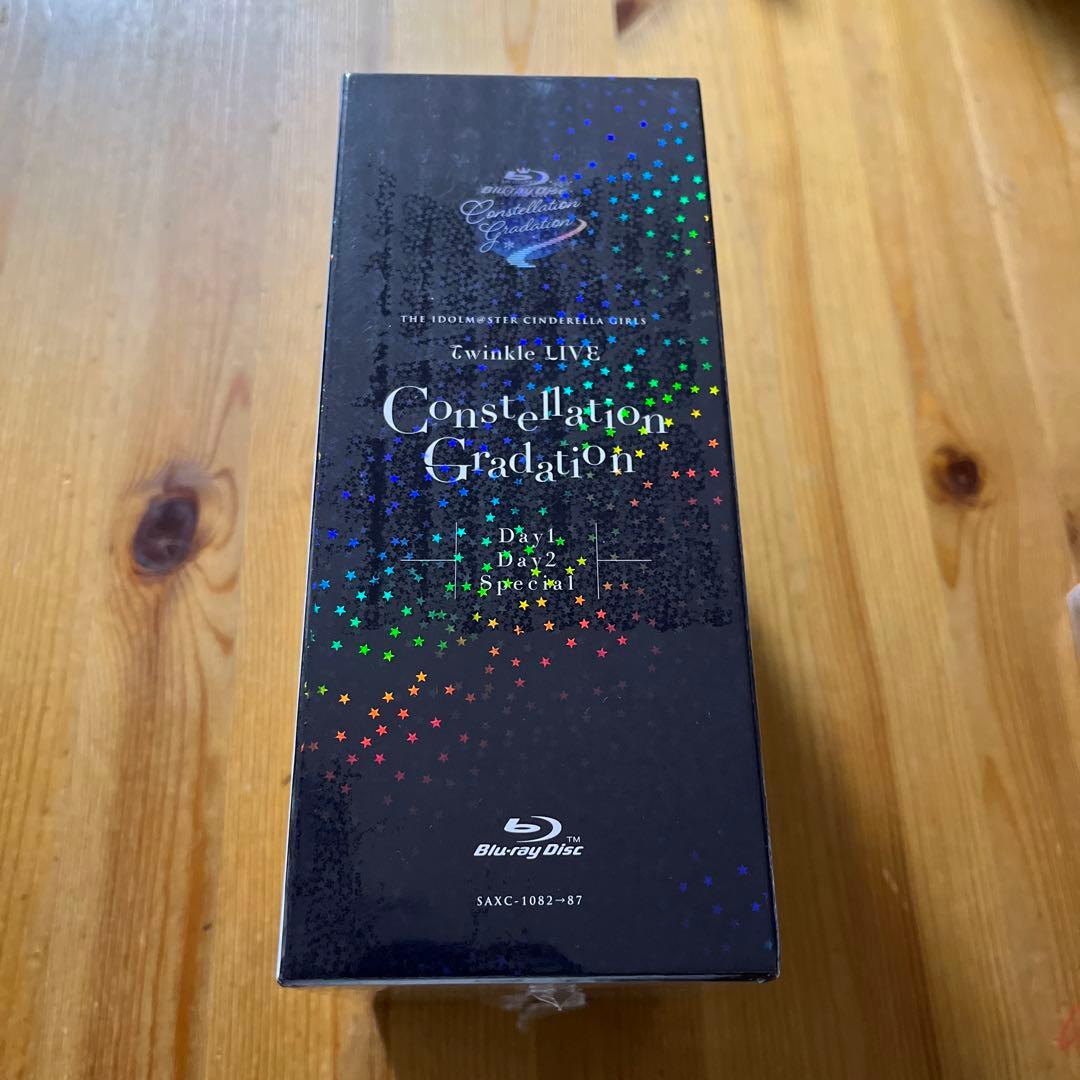 Blu-ray Disc
Constellation
Gradation
THE IDOLM@STER CINDERELLA GIRLS
Twinkle LIVE
Constellation
Gradation
Day1
Day2
Special
Blu-ray Disc™
SAXC-1082→87